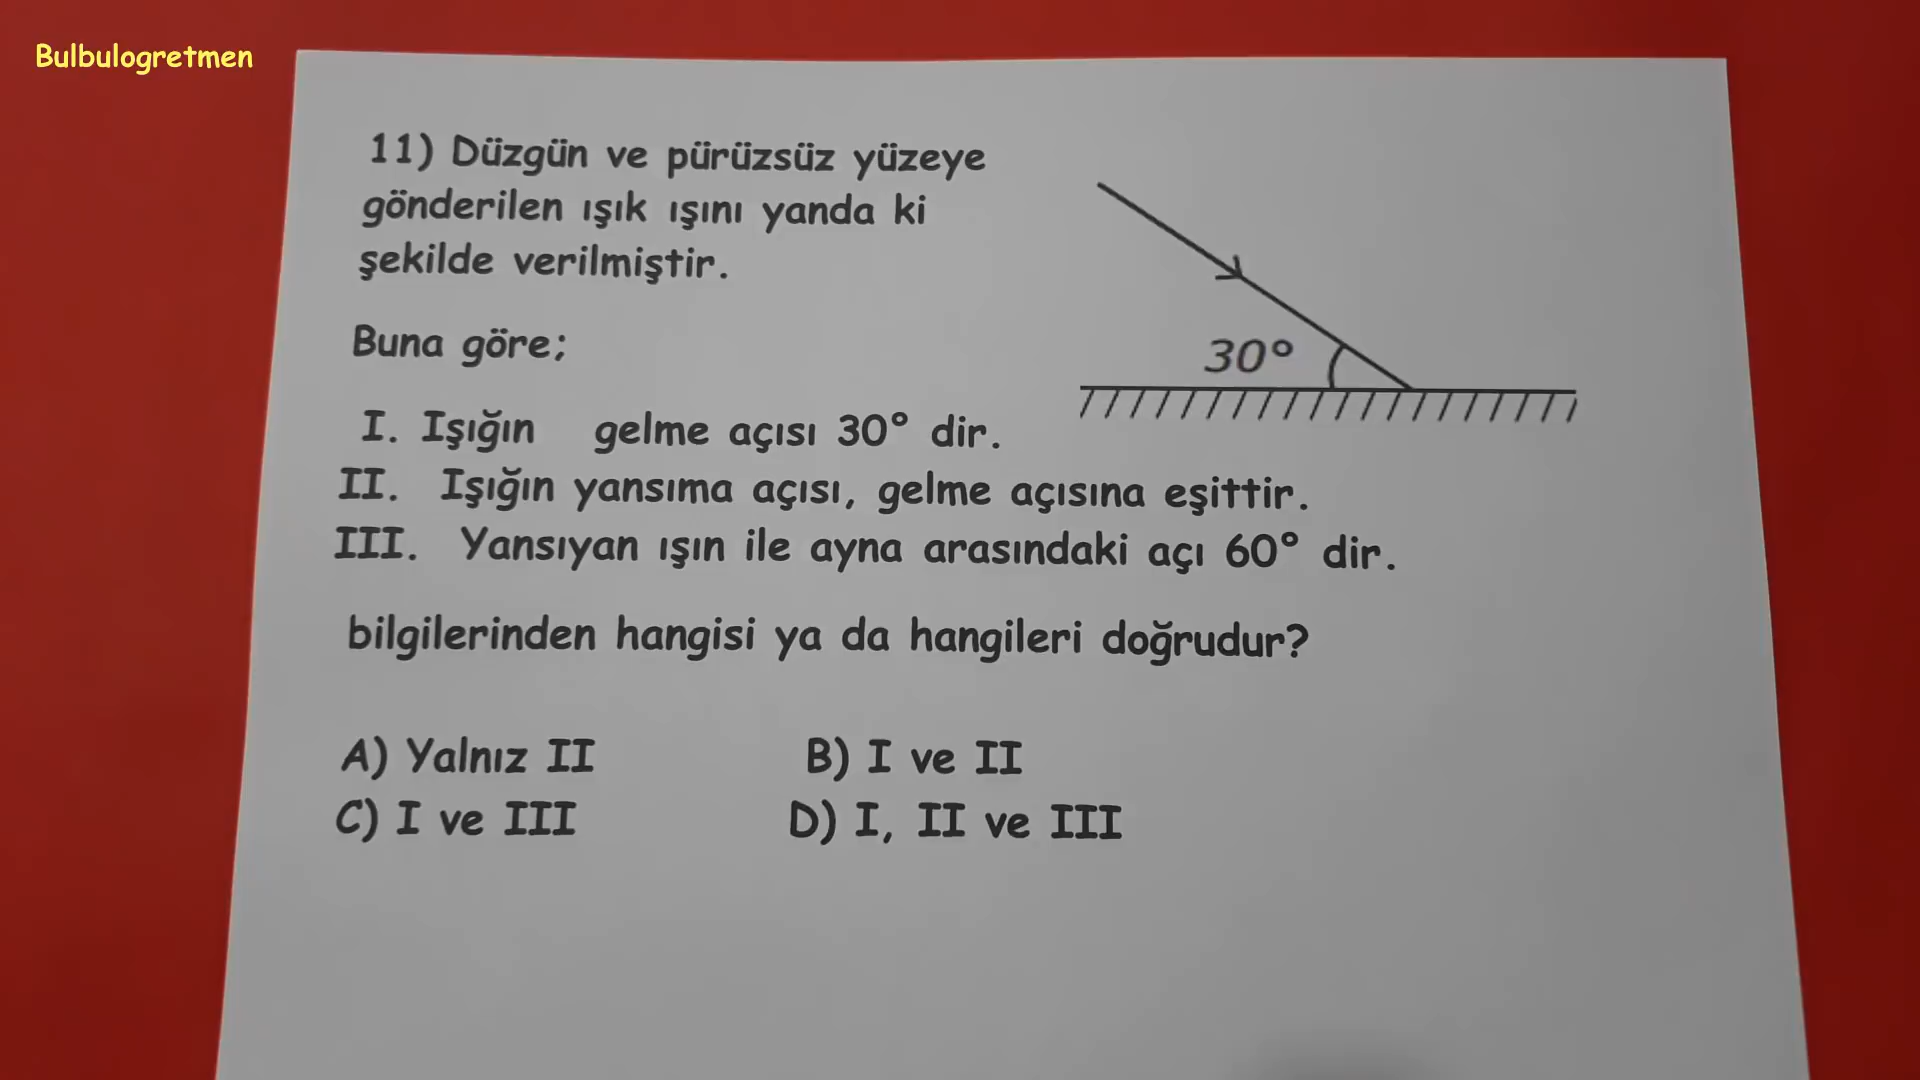 Bulbulogretmen
11) Düzgün ve pürüzsüz yüzeye
gönderilen ışık ışını yanda ki
şekilde verilmiştir.
30°
Buna göre;
I. Işığın gelme açısı 30° dir.
II. Işığın yansıma açısı, gelme açısına eşittir.
III. Yansıyan ışın ile ayna arasındaki açı 60° dir.
bilgilerinden hangisi ya da hangileri doğrudur?
A) Yalnız II B) I ve II
C) I ve III D) I, II ve III